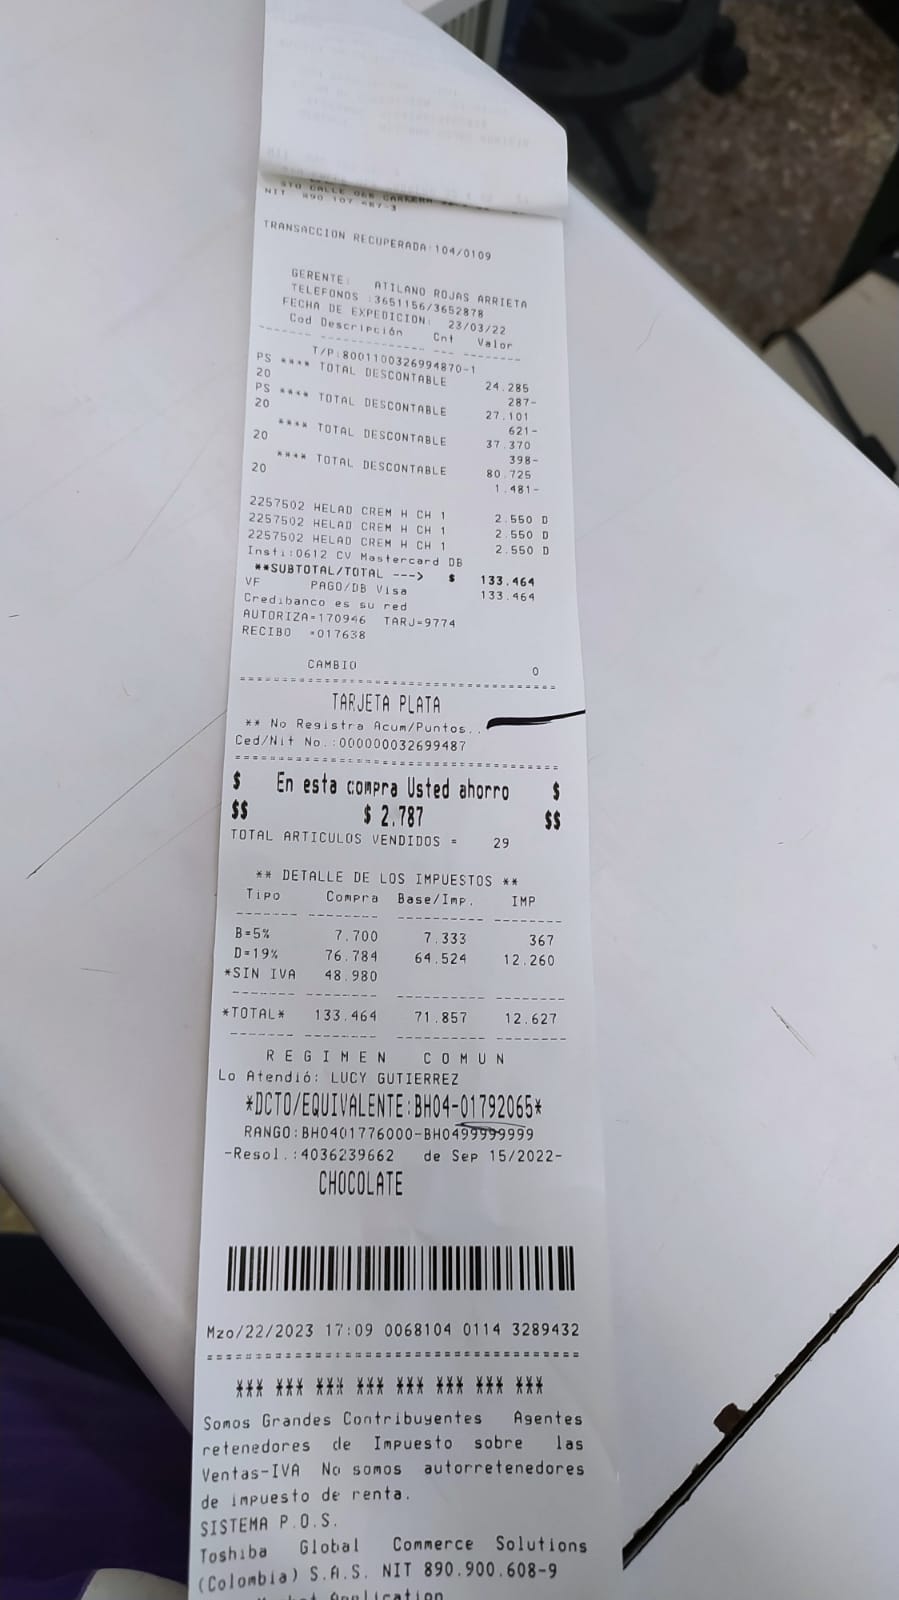 STO CALLE 06B CARRERA
NIT 890.107.487-3
TRANSACCION RECUPERADA:104/0109
GERENTE: ATILANO ROJAS ARRIETA
TELEFONOS :3651156/3652878
FECHA DE EXPEDICION: 23/03/22
Cod Descripción Cnt Valor
T/P:8001100326994870-1
PS **** TOTAL DESCONTABLE 24.285
20 287-
PS **** TOTAL DESCONTABLE 27.101
20 621-
**** TOTAL DESCONTABLE 37.370
20 398-
**** TOTAL DESCONTABLE 80.725
20 1.481-
2257502 HELAD CREM H CH 1 2.550 D
2257502 HELAD CREM H CH 1 2.550 D
2257502 HELAD CREM H CH 1 2.550 D
Insti:0612 CV Mastercard DB
**SUBTOTAL/TOTAL ---> $ 133.464
VF PAGO/DB Visa 133.464
Credibanco es su red
AUTORIZA=170946 TARJ=9774
RECIBO =017638
CAMBIO 0
TARJETA PLATA
** No Registra Acum/Puntos..
Ced/Nit No.:000000032699487
$ En esta compra Usted ahorro $
$$ $ 2.787 $$
TOTAL ARTICULOS VENDIDOS = 29
** DETALLE DE LOS IMPUESTOS **
Tipo Compra Base/Imp. IMP
B=5% 7.700 7.333 367
D=19% 76.784 64.524 12.260
*SIN IVA 48.980
*TOTAL* 133.464 71.857 12.627
REGIMEN COMUN
Lo Atendió: LUCY GUTIERREZ
*DCTO/EQUIVALENTE:BH04-01792065*
RANGO:BH0401776000-BH0499999999
-Resol.:4036239662 de Sep 15/2022-
CHOCOLATE
Mzo/22/2023 17:09 0068104 0114 3289432
*** *** *** *** *** *** *** ***
Somos Grandes Contribuyentes Agentes
retenedores de Impuesto sobre las
Ventas-IVA No somos autorretenedores
de impuesto de renta.
SISTEMA P.O.S.
Toshiba Global Commerce Solutions
(Colombia) S.A.S. NIT 890.900.608-9
Application